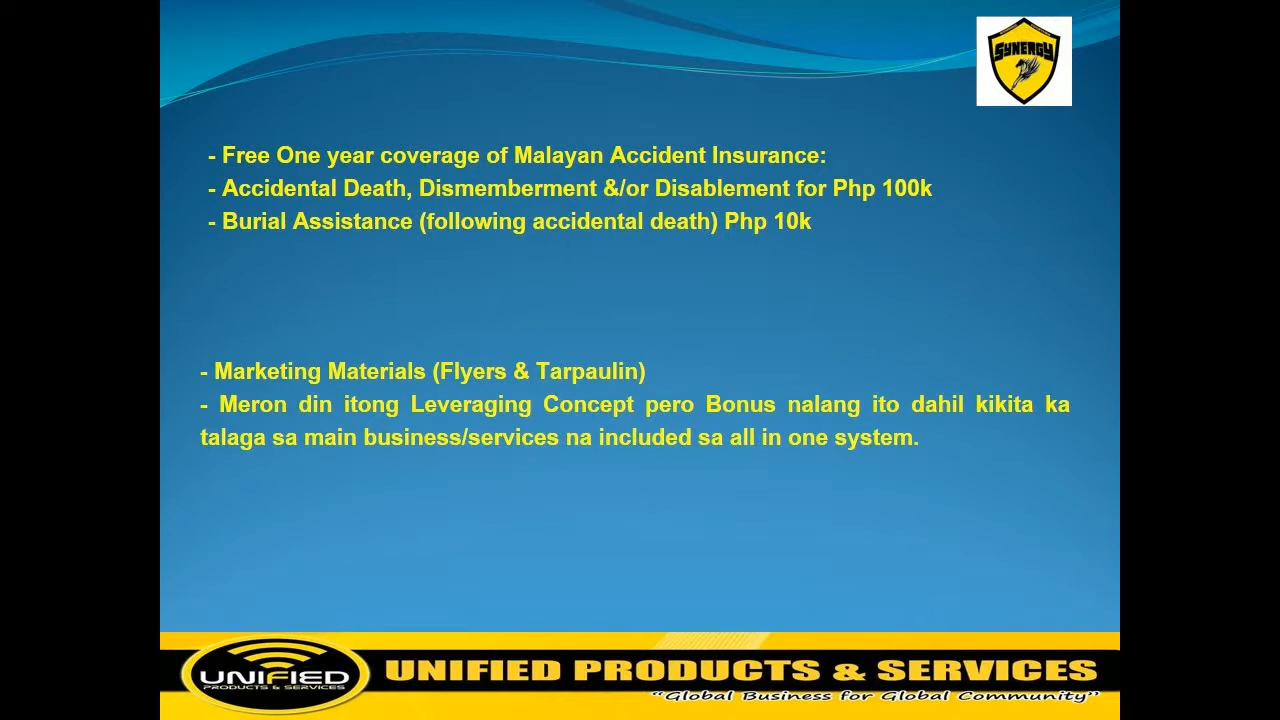 SYNERGY
- Free One year coverage of Malayan Accident Insurance:
- Accidental Death, Dismemberment &/or Disablement for Php 100k
- Burial Assistance (following accidental death) Php 10k
- Marketing Materials (Flyers & Tarpaulin)
- Meron din itong Leveraging Concept pero Bonus nalang ito dahil kikita ka
talaga sa main business/services na included sa all in one system.
UNIFIED
PRODUCTS & SERVICES
UNIFIED PRODUCTS & SERVICES
"Global Business for Global Community"